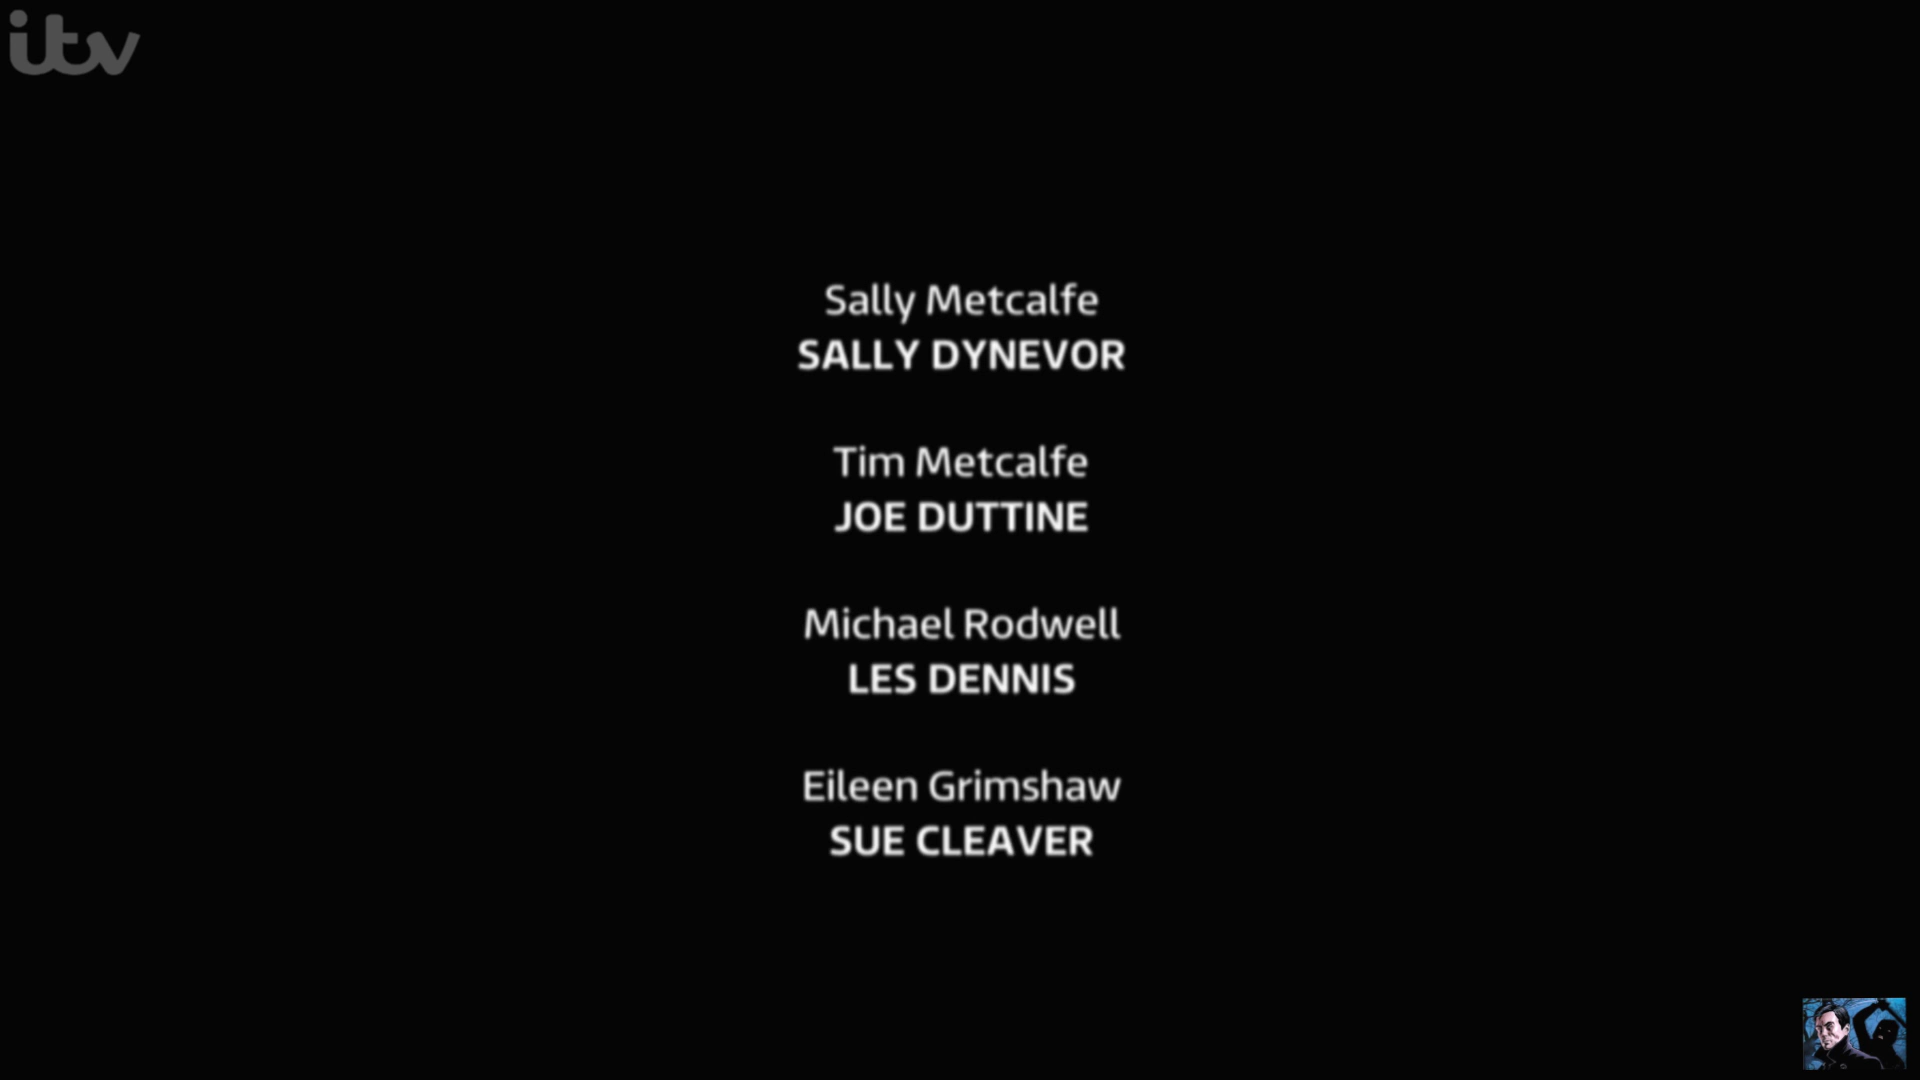 itv
Sally Metcalfe
SALLY DYNEVOR
Tim Metcalfe
JOE DUTTINE
Michael Rodwell
LES DENNIS
Eileen Grimshaw
SUE CLEAVER